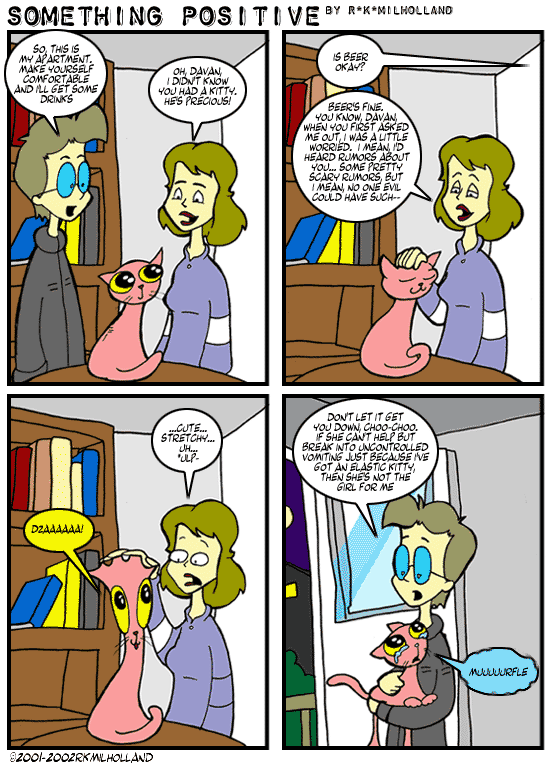 SOMETHING POSITIVE BY R*K*MILHOLLAND
SO, THIS IS
MY APARTMENT.
MAKE YOURSELF
COMFORTABLE
AND I'LL GET SOME
DRINKS
OH, DAVAN,
I DIDN'T KNOW
YOU HAD A KITTY.
HE'S PRECIOUS!
IS BEER
OKAY?
BEER'S FINE.
YOU KNOW, DAVAN,
WHEN YOU FIRST ASKED
ME OUT, I WAS A LITTLE
WORRIED. I MEAN, I'D
HEARD RUMORS ABOUT
YOU... SOME PRETTY
SCARY RUMORS, BUT
I MEAN, NO ONE EVIL
COULD HAVE SUCH--
...CUTE...
STRETCHY...
UH...
*ULP*
DZAAAAAA!
DON'T LET IT GET
YOU DOWN, CHOO-CHOO.
IF SHE CAN'T HELP BUT
BREAK INTO UNCONTROLLED
VOMITING JUST BECAUSE I'VE
GOT AN ELASTIC KITTY,
THEN SHE'S NOT THE
GIRL FOR ME
MUUUUURFLE
©2001-2002RKMILHOLLAND